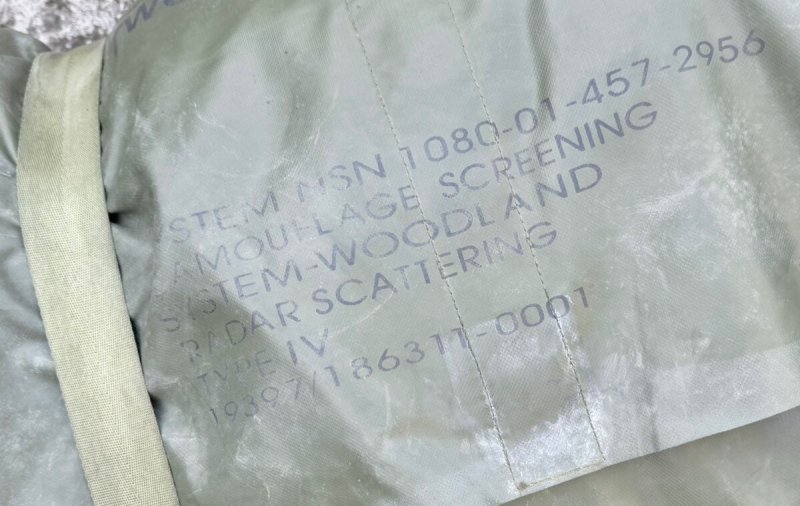 STEM NSN 1080-01-457-2956
AMOUFLAGE SCREENING
SYSTEM-WOODLAND
RADAR SCATTERING
TYPE IV
19397/186311-0001